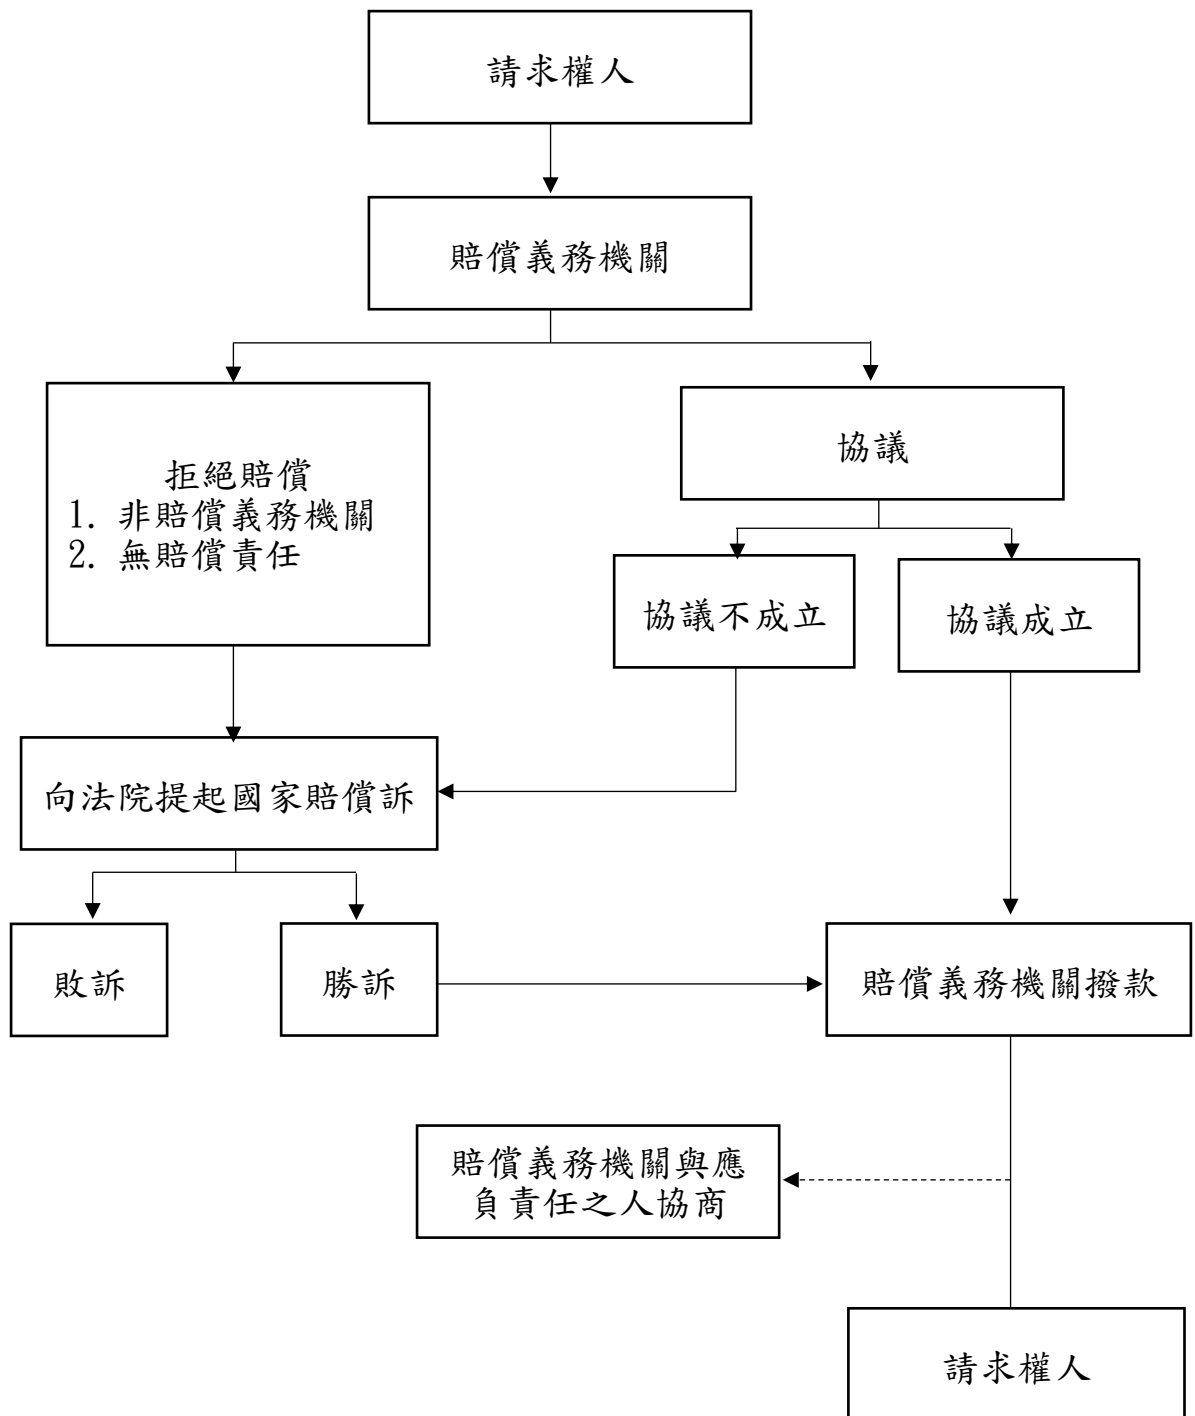 請求權人
賠償義務機關
拒絕賠償
1. 非賠償義務機關
2. 無賠償責任
協議
協議不成立
協議成立
向法院提起國家賠償訴
敗訴
勝訴
賠償義務機關撥款
賠償義務機關與應
負責任之人協商
請求權人